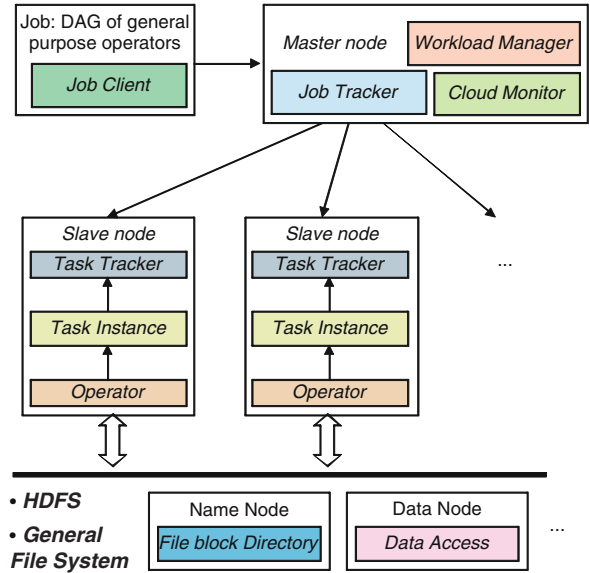 Job: DAG of general
purpose operators
Job Client
Master node
Workload Manager
Job Tracker
Cloud Monitor
Slave node
Task Tracker
Task Instance
Operator
Slave node
Task Tracker
Task Instance
Operator
...
• HDFS
• General
File System
Name Node
File block Directory
Data Node
Data Access
...